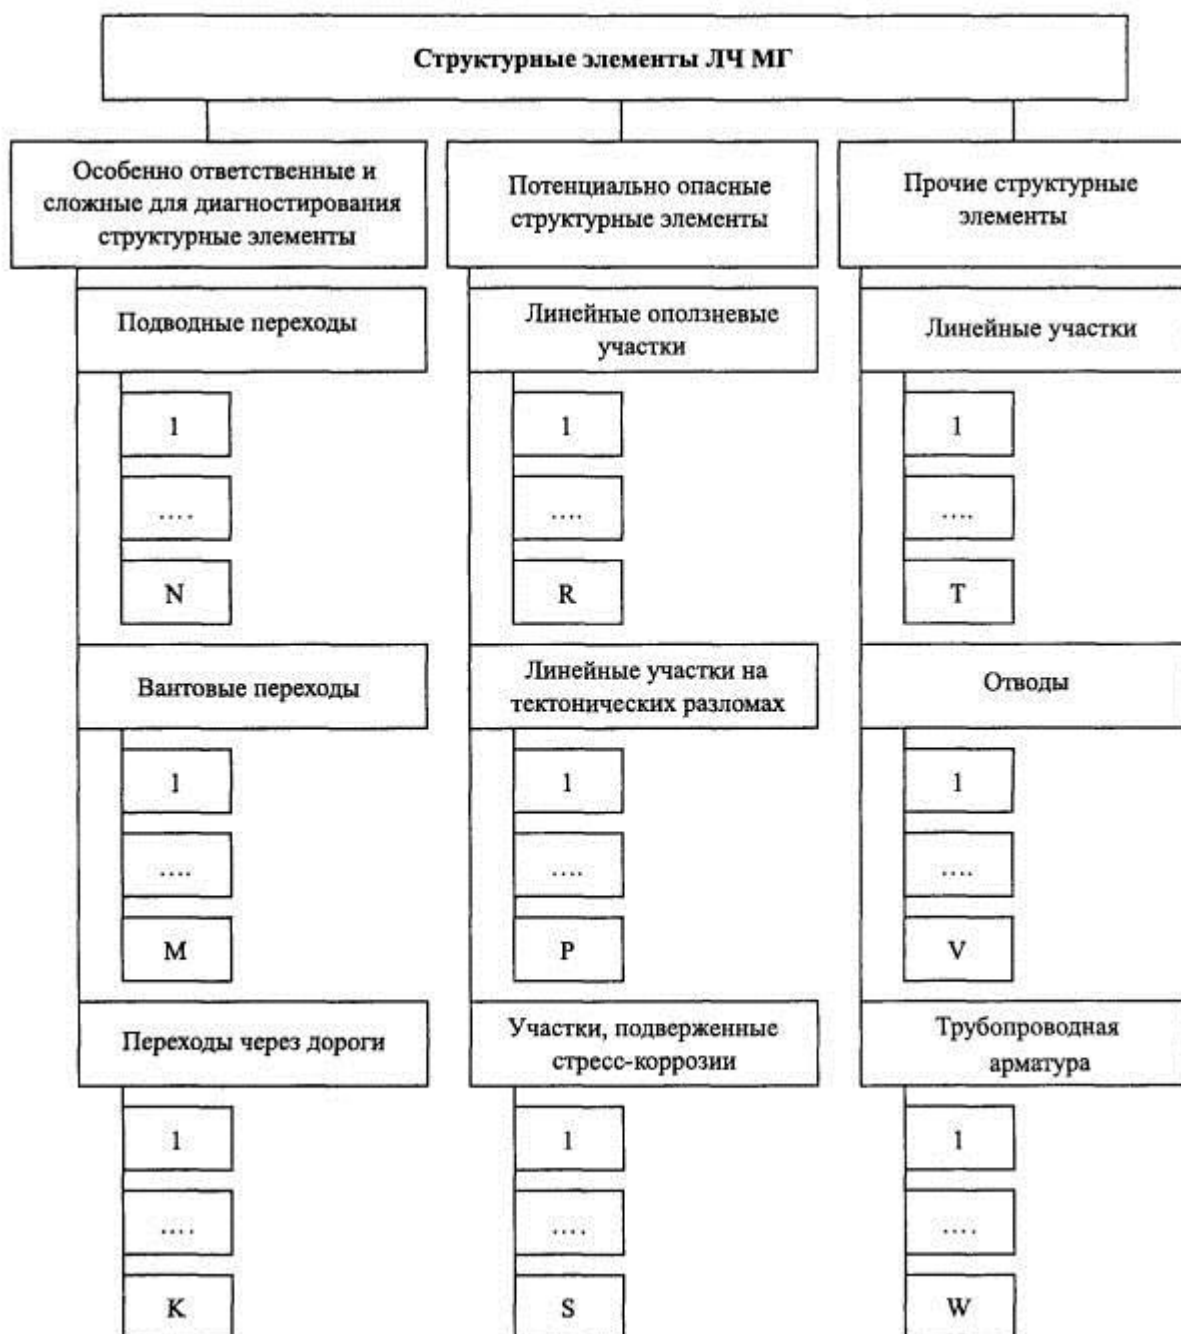 Структурные элементы ЛЧ МГ
Особенно ответственные и
сложные для диагностирования
структурные элементы
Подводные переходы
1
....
N
Вантовые переходы
1
....
M
Переходы через дороги
1
....
K
Потенциально опасные
структурные элементы
Линейные оползневые
участки
1
....
R
Линейные участки на
тектонических разломах
1
....
P
Участки, подверженные
стресс-коррозии
1
....
S
Прочие структурные
элементы
Линейные участки
1
....
T
Отводы
1
....
V
Трубопроводная
арматура
1
....
W